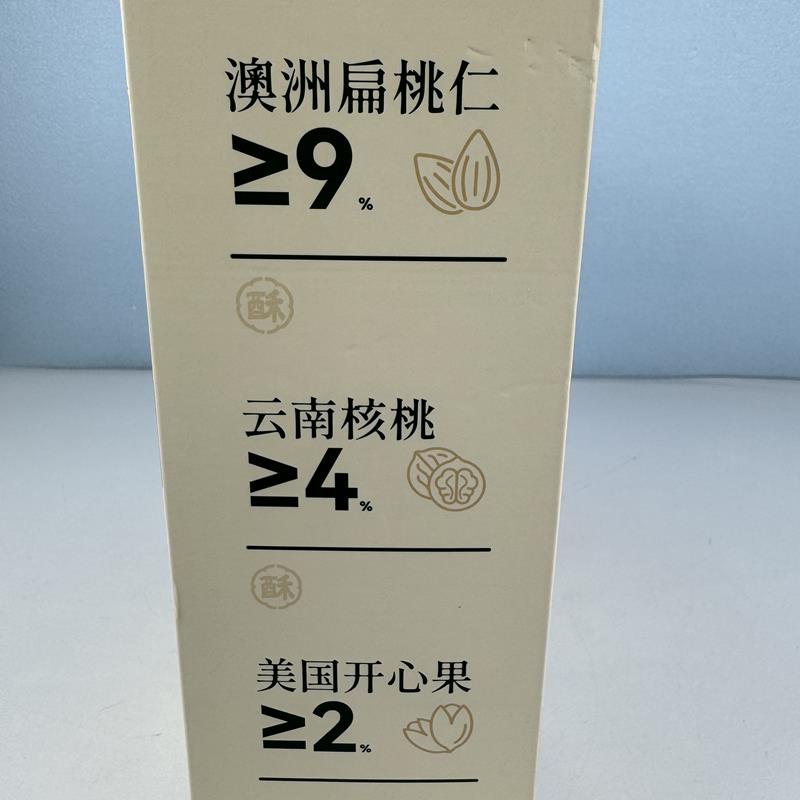 澳洲扁桃仁
≥9%
酥
云南核桃
≥4%
酥
美国开心果
≥2%